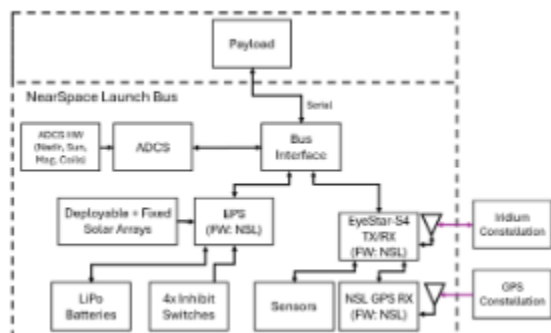 Payload
NearSpace Launch Bus
Serial
ADCS HW
(Nadir, Sun,
Mag, Coils)
ADCS
Bus
Interface
Deployable + Fixed
Solar Arrays
EPS
(FW: NSL)
EyeStar-S4
TX/RX
(FW: NSL)
Iridium
Constellation
LiPo
Batteries
4x Inhibit
Switches
Sensors
NSL GPS RX
(FW: NSL)
GPS
Constellation